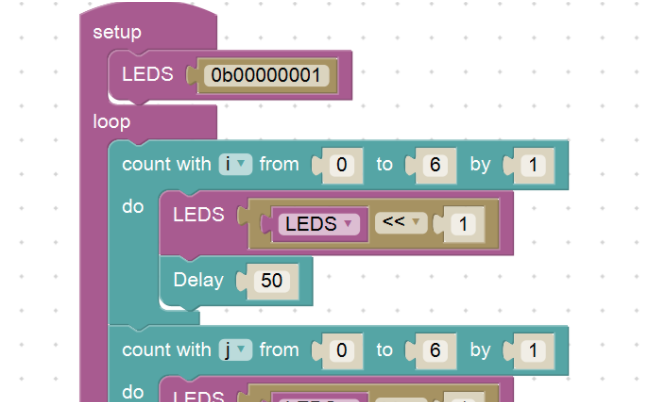 setup
LEDS 0b00000001
loop
count with i from 0 to 6 by 1
do LEDS LEDS << 1
Delay 50
count with j from 0 to 6 by 1
do LEDS